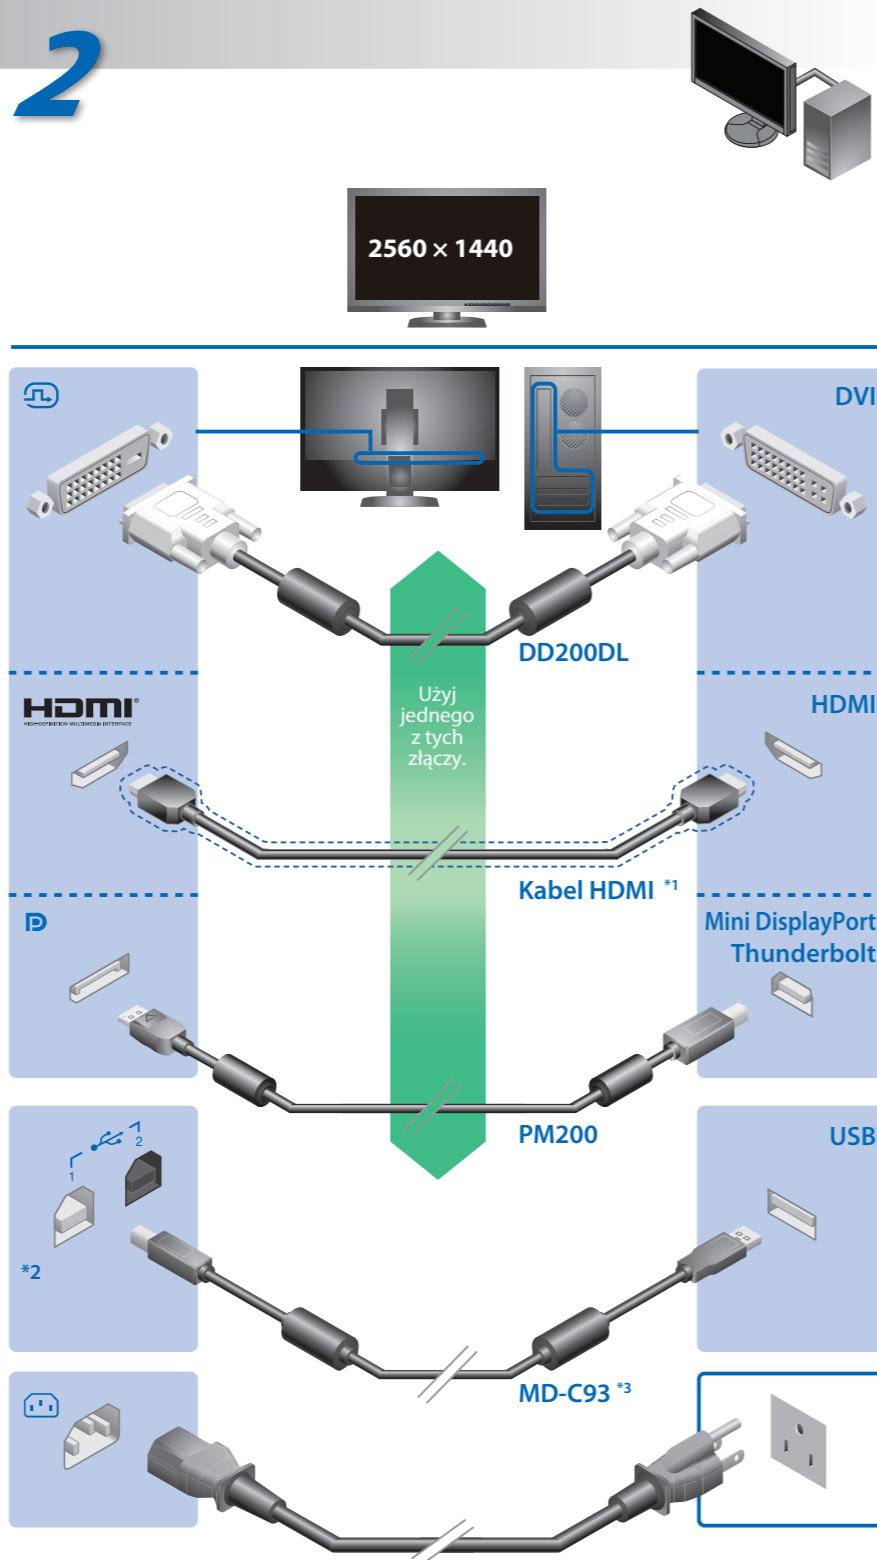 2
2560 × 1440
DVI
DD200DL
HDMI
HIGH-DEFINITION MULTIMEDIA INTERFACE
HDMI
Użyj
jednego
z tych
złączy.
Kabel HDMI *1
Mini DisplayPort
Thunderbolt
PM200
1
2
USB
*2
MD-C93 *3